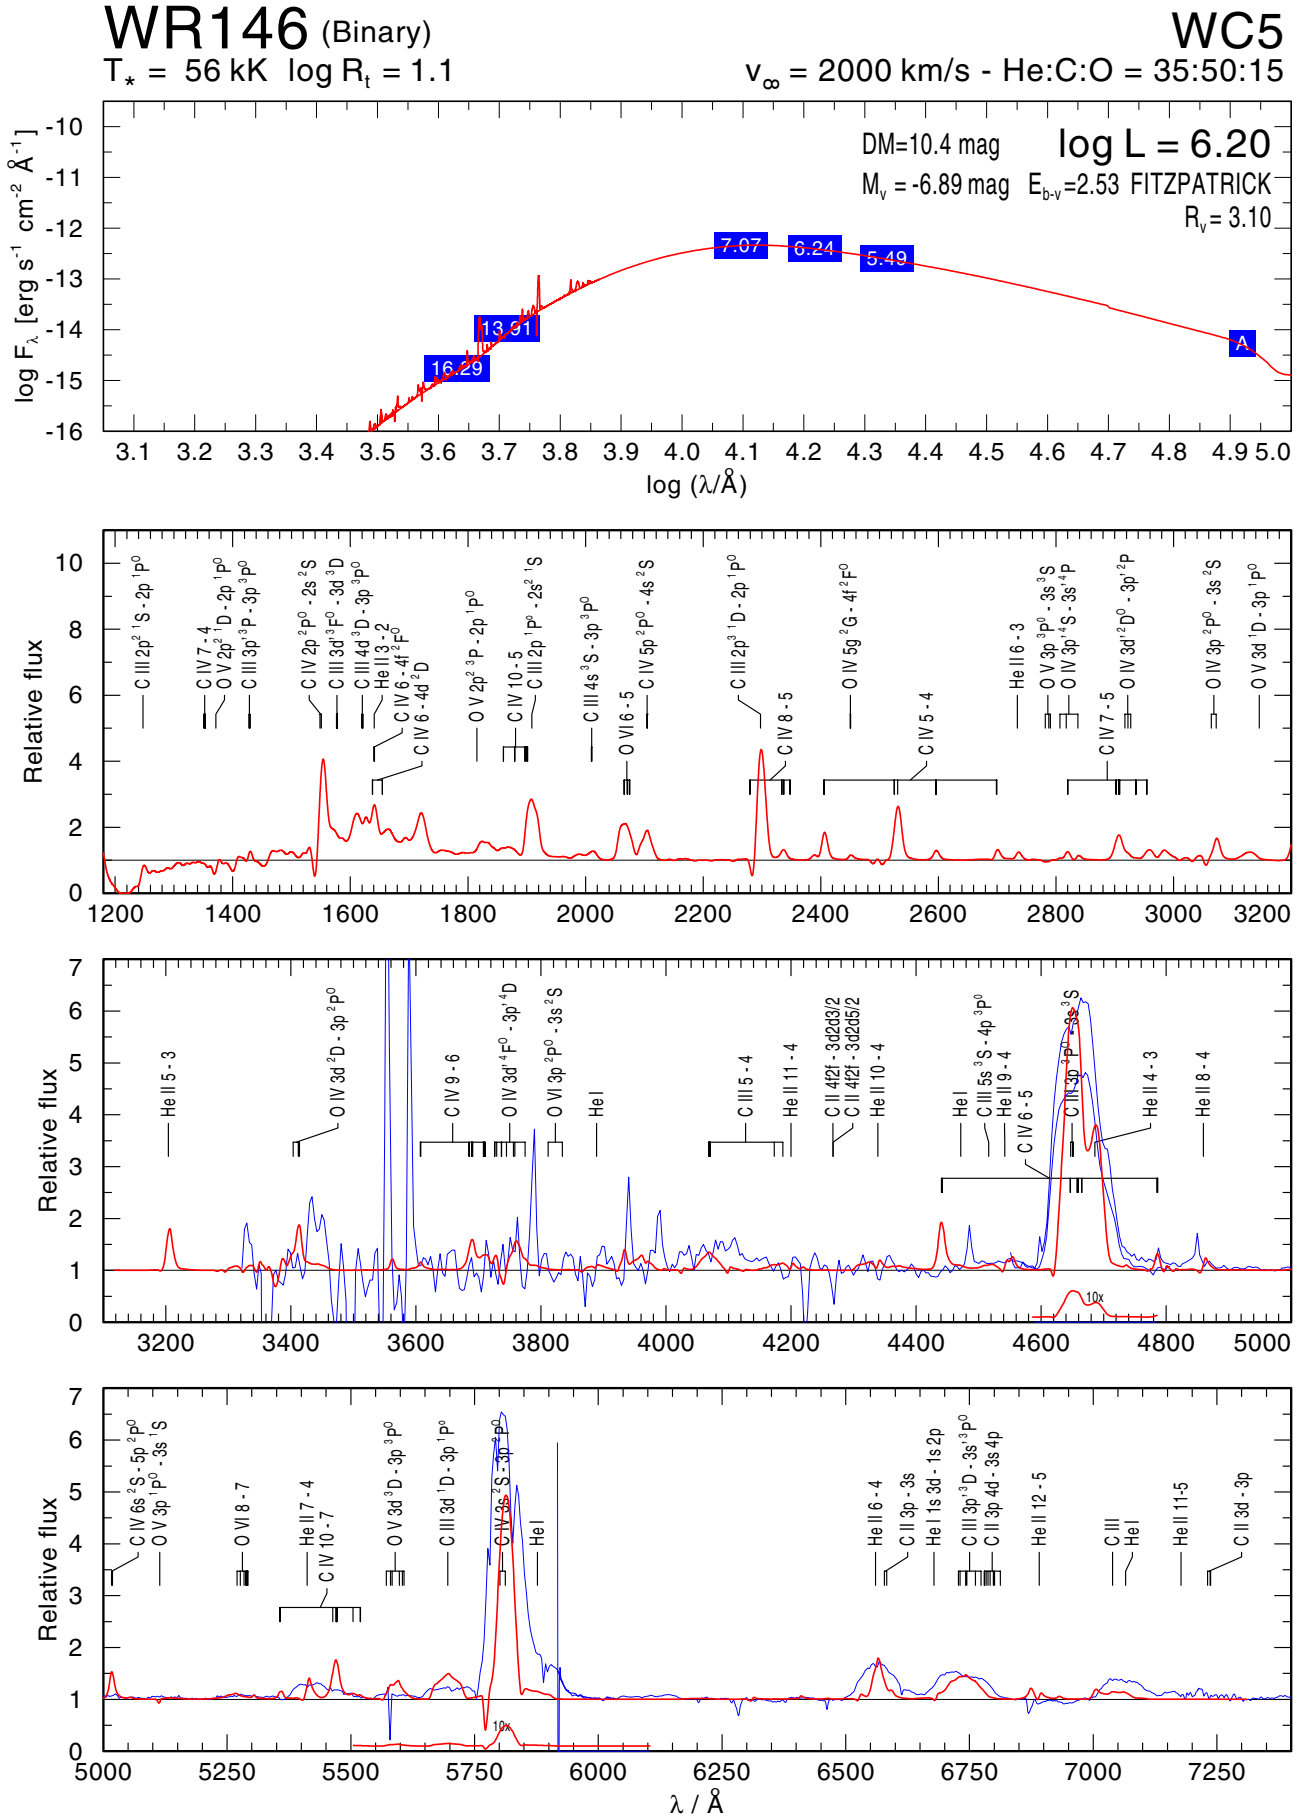 WR146 (Binary)
WC5
T* = 56 kK log Rt = 1.1
v∞ = 2000 km/s - He:C:O = 35:50:15
log Fλ [erg s-1 cm-2 Å-1]
-10
-11
-12
-13
-14
-15
-16
DM=10.4 mag log L = 6.20
Mv = -6.89 mag Eb-v=2.53 FITZPATRICK
Rv = 3.10
16.29
13.91
7.07
6.24
5.49
A
3.1 3.2 3.3 3.4 3.5 3.6 3.7 3.8 3.9 4.0 4.1 4.2 4.3 4.4 4.5 4.6 4.7 4.8 4.9 5.0
log (λ/Å)
Relative flux
10
8
6
4
2
0
C III 2p2 1S - 2p 1P0
C IV 7 - 4
O V 2p2 1D - 2p 1P0
C III 3p'3P - 3p 3P0
C IV 2p 2P0 - 2s 2S
C III 3d'3F0 - 3d 3D
C III 4d 3D - 3p 3P0
He II 3 - 2
C IV 6 - 4f 2F0
C IV 6 - 4d 2D
O V 2p2 3P - 2p 1P0
C IV 10 - 5
C III 2p 1P0 - 2s2 1S
C III 4s 3S - 3p 3P0
O VI 6 - 5
C IV 5p 2P0 - 4s 2S
C III 2p3 1D - 2p 1P0
C IV 8 - 5
O IV 5g 2G - 4f 2F0
C IV 5 - 4
He II 6 - 3
O V 3p 3P0 - 3s 3S
O IV 3p'4S - 3s'4P
C IV 7 - 5
O IV 3d'2D0 - 3p'2P
O IV 3p 2P0 - 3s 2S
O V 3d 1D - 3p 1P0
1200 1400 1600 1800 2000 2200 2400 2600 2800 3000 3200
Relative flux
7
6
5
4
3
2
1
0
He II 5 - 3
O IV 3d 2D - 3p 2P0
C IV 9 - 6
O IV 3d'4F0 - 3p'4D
O VI 3p 2P0 - 3s 2S
He I
C III 5 - 4
He II 11 - 4
C II 4f2f - 3d2d3/2
C II 4f2f - 3d2d5/2
He II 10 - 4
He I
C III 5s 3S - 4p 3P0
He II 9 - 4
C IV 6 - 5
C III 3p 3P0 - 3s 3S
He II 4 - 3
He II 8 - 4
10x
3200 3400 3600 3800 4000 4200 4400 4600 4800 5000
Relative flux
7
6
5
4
3
2
1
0
C IV 6s 2S - 5p 2P0
O V 3p 1P0 - 3s 1S
O VI 8 - 7
He II 7 - 4
C IV 10 - 7
O V 3d 3D - 3p 3P0
C III 3d 1D - 3p 1P0
C IV 3s 2S - 3p 2P0
He I
He II 6 - 4
C II 3p - 3s
He I 1s 3d - 1s 2p
C III 3p'3D - 3s'3P0
C II 3p 4d - 3s 4p
He II 12 - 5
C III
He I
He II 11-5
C II 3d - 3p
10x
5000 5250 5500 5750 6000 6250 6500 6750 7000 7250
λ / Å